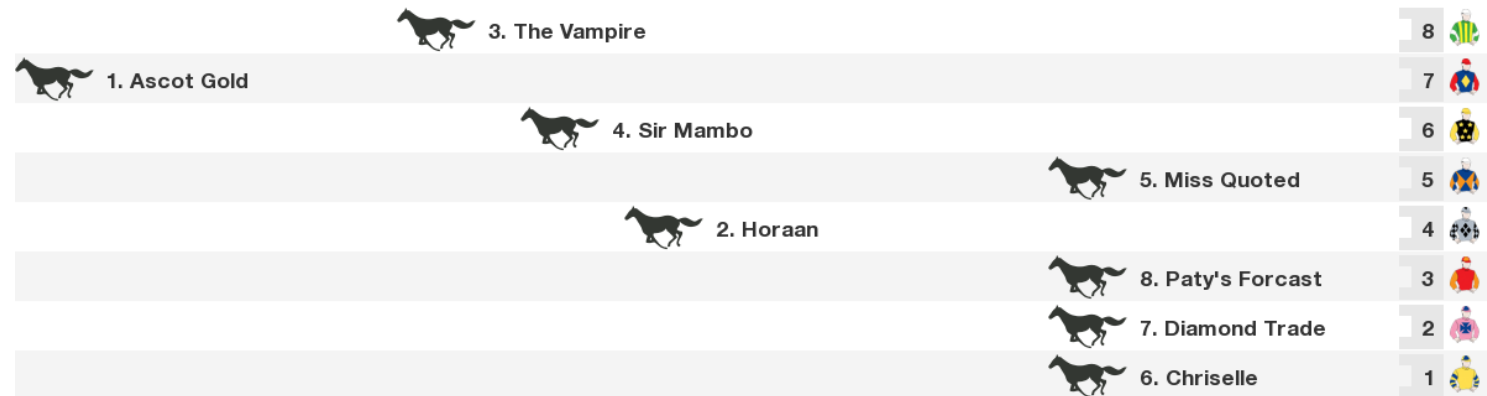 3. The Vampire 8
1. Ascot Gold 7
4. Sir Mambo 6
5. Miss Quoted 5
2. Horaan 4
8. Paty's Forcast 3
7. Diamond Trade 2
6. Chriselle 1